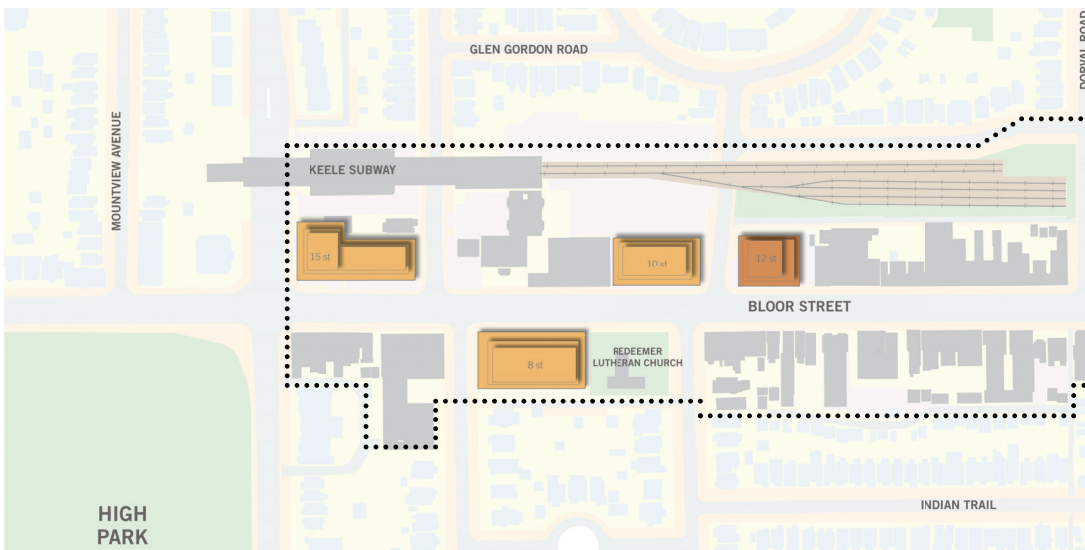 GLEN GORDON ROAD
DORVAL ROAD
MOUNTVIEW AVENUE
KEELE SUBWAY
15 st
10 st
12 st
BLOOR STREET
8 st
REDEEMER
LUTHERAN CHURCH
HIGH
PARK
INDIAN TRAIL